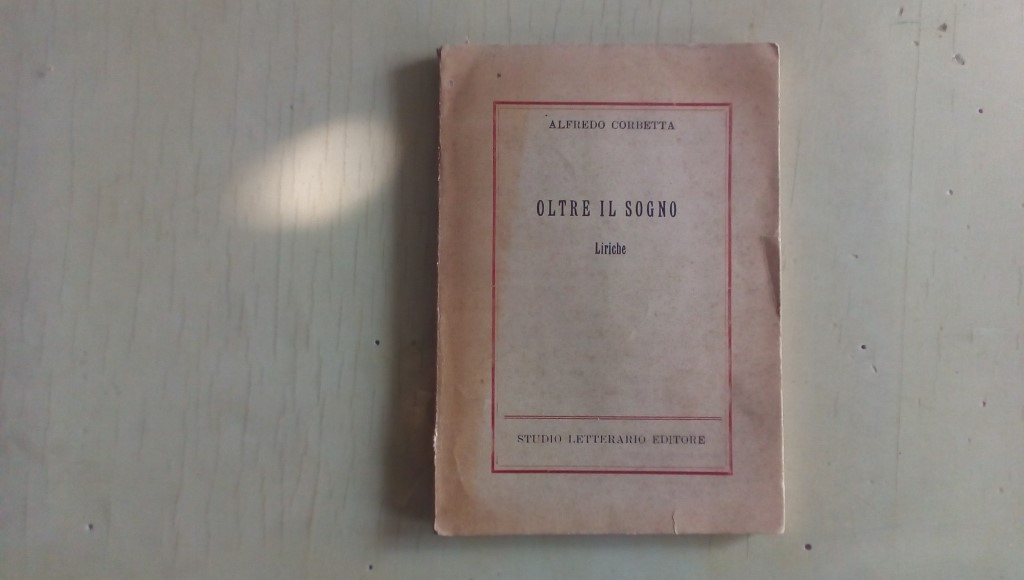 ALFREDO CORBETTA
OLTRE IL SOGNO
Liriche
STUDIO LETTERARIO EDITORE